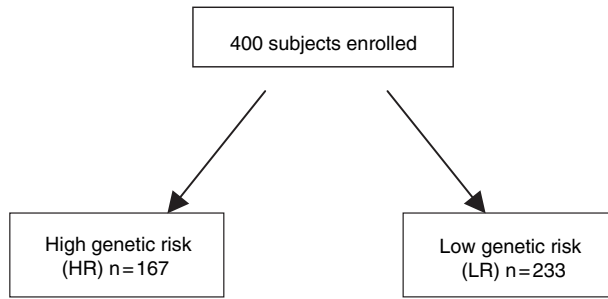 400 subjects enrolled
High genetic risk
(HR) n=167
Low genetic risk
(LR) n=233